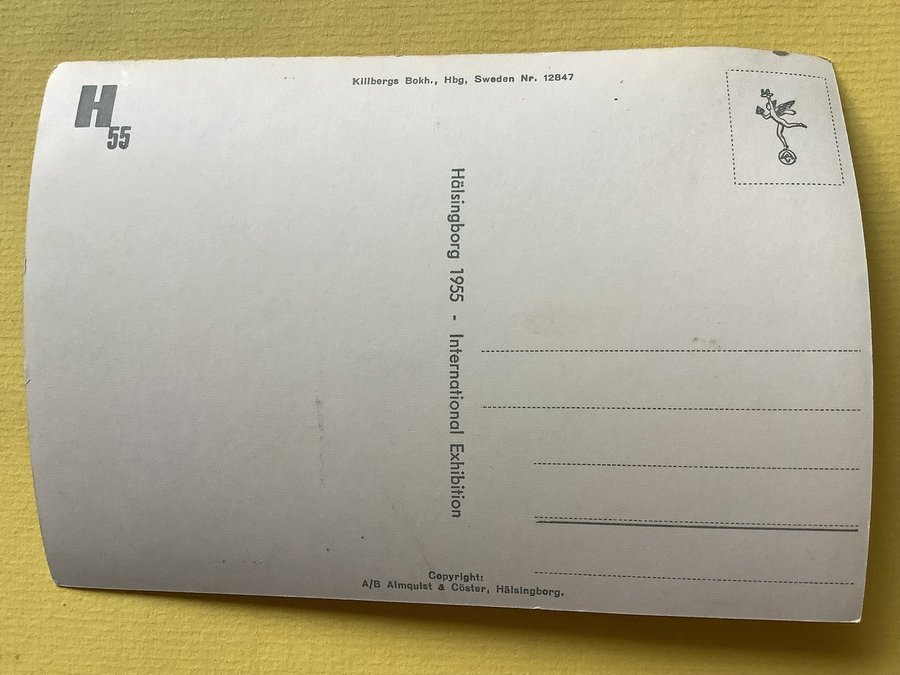 Killbergs Bokh., Hbg, Sweden Nr. 12847
H
55
Hälsingborg 1955 - International Exhibition
Copyright:
A/B Almquist & Cöster, Hälsingborg.